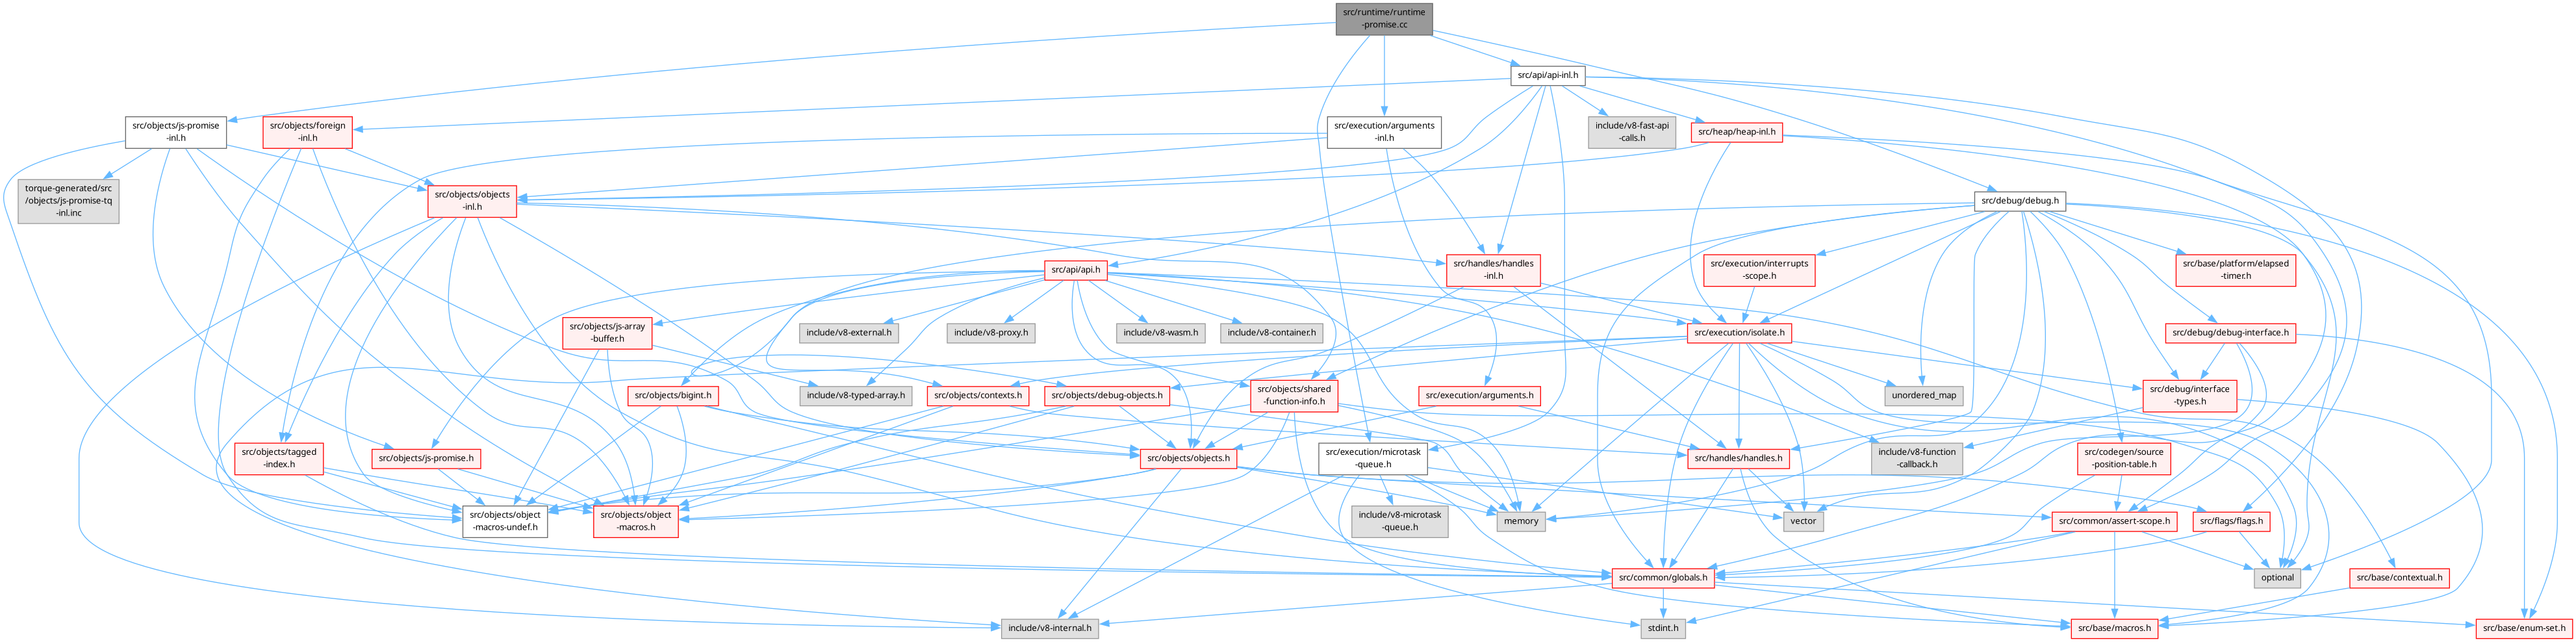 src/runtime/runtime
-promise.cc
src/api/api-inl.h
src/objects/js-promise
-inl.h
src/objects/foreign
-inl.h
src/execution/arguments
-inl.h
include/v8-fast-api
-calls.h
src/heap/heap-inl.h
torque-generated/src
/objects/js-promise-tq
-inl.inc
src/objects/objects
-inl.h
src/debug/debug.h
src/api/api.h
src/handles/handles
-inl.h
src/execution/interrupts
-scope.h
src/base/platform/elapsed
-timer.h
src/objects/js-array
-buffer.h
include/v8-external.h
include/v8-proxy.h
include/v8-wasm.h
include/v8-container.h
src/execution/isolate.h
src/debug/debug-interface.h
src/objects/bigint.h
include/v8-typed-array.h
src/objects/contexts.h
src/objects/debug-objects.h
src/objects/shared
-function-info.h
src/execution/arguments.h
unordered_map
src/debug/interface
-types.h
src/objects/tagged
-index.h
src/objects/js-promise.h
src/objects/objects.h
src/execution/microtask
-queue.h
src/handles/handles.h
include/v8-function
-callback.h
src/codegen/source
-position-table.h
src/objects/object
-macros-undef.h
src/objects/object
-macros.h
include/v8-microtask
-queue.h
memory
vector
src/common/assert-scope.h
src/flags/flags.h
src/common/globals.h
optional
src/base/contextual.h
include/v8-internal.h
stdint.h
src/base/macros.h
src/base/enum-set.h